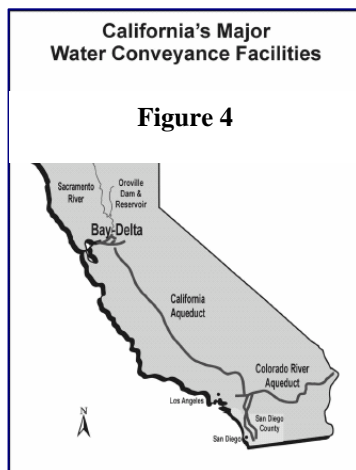 California's Major
Water Conveyance Facilities
Figure 4
Sacramento
River
Oroville
Dam &
Reservoir
Bay-Delta
California
Aqueduct
Colorado River
Aqueduct
Los Angeles
San Diego
County
San Diego
N